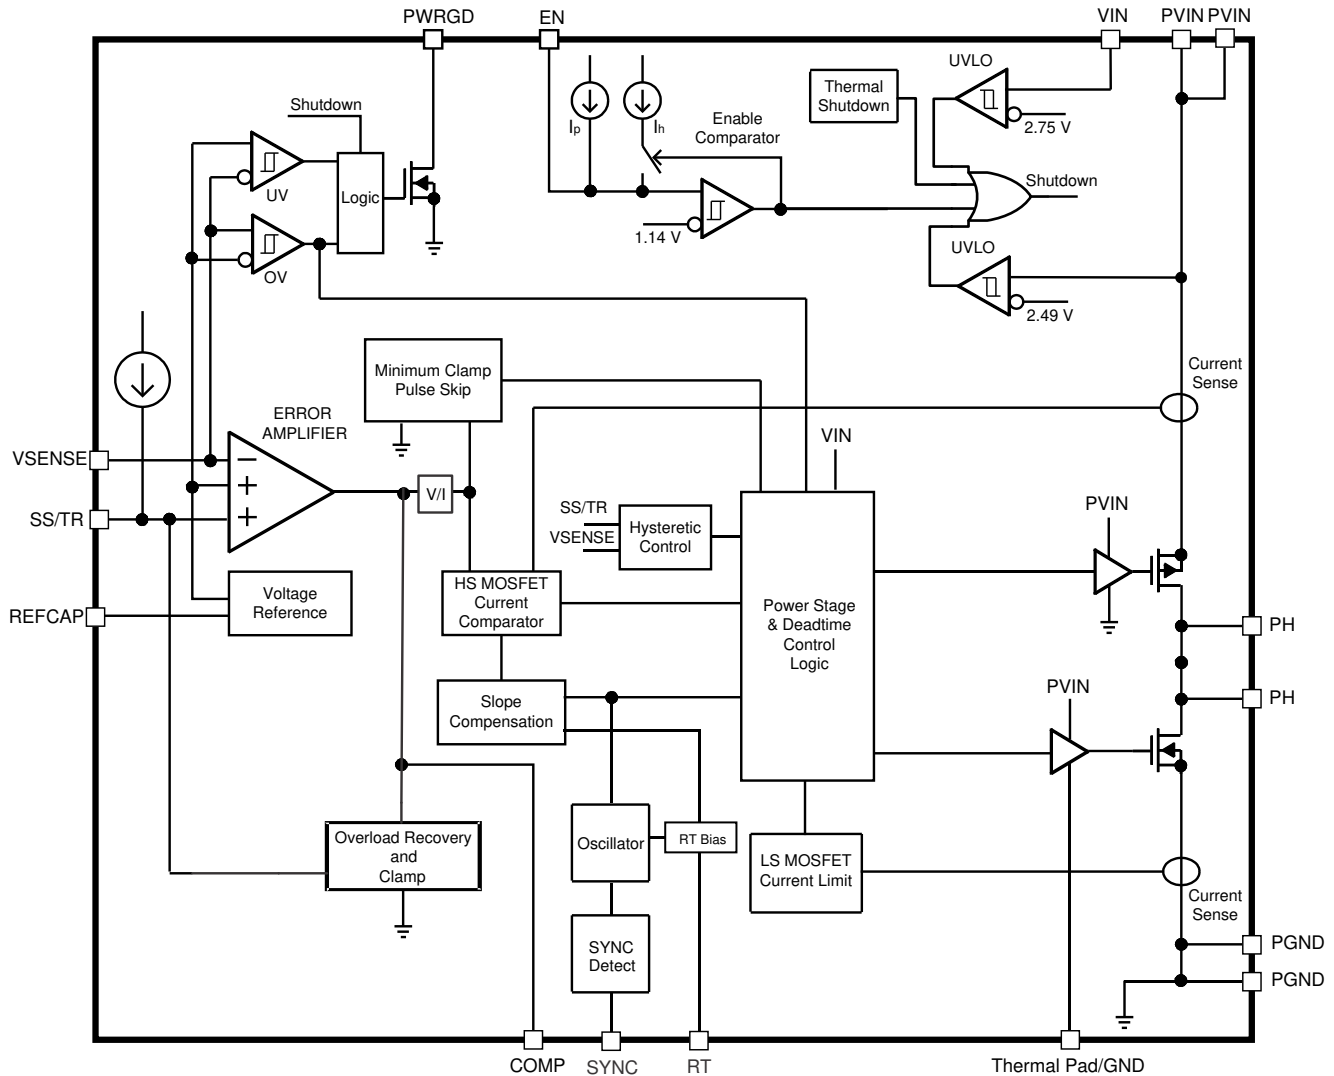 PWRGD
EN
VIN
PVIN PVIN
UVLO
Thermal
Shutdown
2.75 V
Shutdown
Ip
Ih
Enable
Comparator
UV
Logic
Shutdown
1.14 V
OV
UVLO
2.49 V
Minimum Clamp
Pulse Skip
Current
Sense
ERROR
AMPLIFIER
VIN
VSENSE
V/I
SS/TR
SS/TR
VSENSE
Hysteretic
Control
PVIN
Voltage
Reference
HS MOSFET
Current
Comparator
Power Stage
& Deadtime
Control
Logic
REFCAP
PH
Slope
Compensation
PVIN
PH
Overload Recovery
and
Clamp
Oscillator
RT Bias
LS MOSFET
Current Limit
Current
Sense
SYNC
Detect
PGND
PGND
COMP
SYNC
RT
Thermal Pad/GND